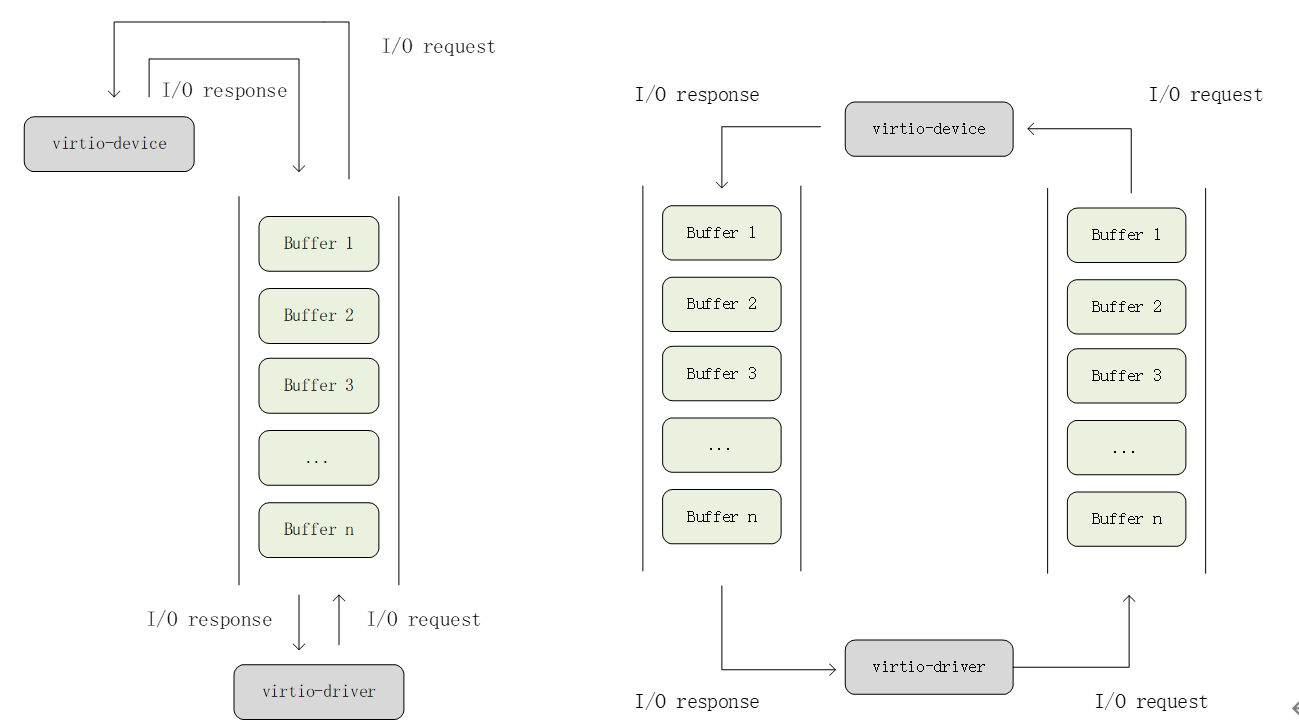 I/O request
I/O response
virtio-device
Buffer 1
Buffer 2
Buffer 3
...
Buffer n
I/O response
I/O request
virtio-driver
I/O response
virtio-device
I/O request
Buffer 1
Buffer 2
Buffer 3
...
Buffer n
Buffer 1
Buffer 2
Buffer 3
...
Buffer n
I/O response
virtio-driver
I/O request